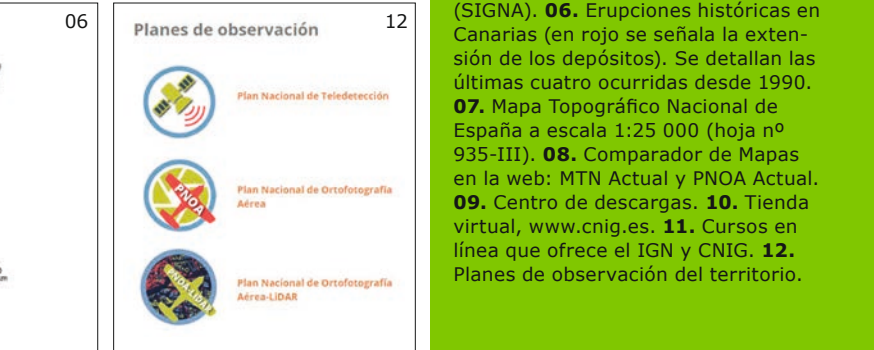 06
12
Planes de observación
Plan Nacional de Teledetección
PNOA
Plan Nacional de Ortofotografía
Aérea
PNOA LiDAR
Plan Nacional de Ortofotografía
Aérea-LiDAR
(SIGNA). 06. Erupciones históricas en
Canarias (en rojo se señala la exten-
sión de los depósitos). Se detallan las
últimas cuatro ocurridas desde 1990.
07. Mapa Topográfico Nacional de
España a escala 1:25 000 (hoja nº
935-III). 08. Comparador de Mapas
en la web: MTN Actual y PNOA Actual.
09. Centro de descargas. 10. Tienda
virtual, www.cnig.es. 11. Cursos en
línea que ofrece el IGN y CNIG. 12.
Planes de observación del territorio.